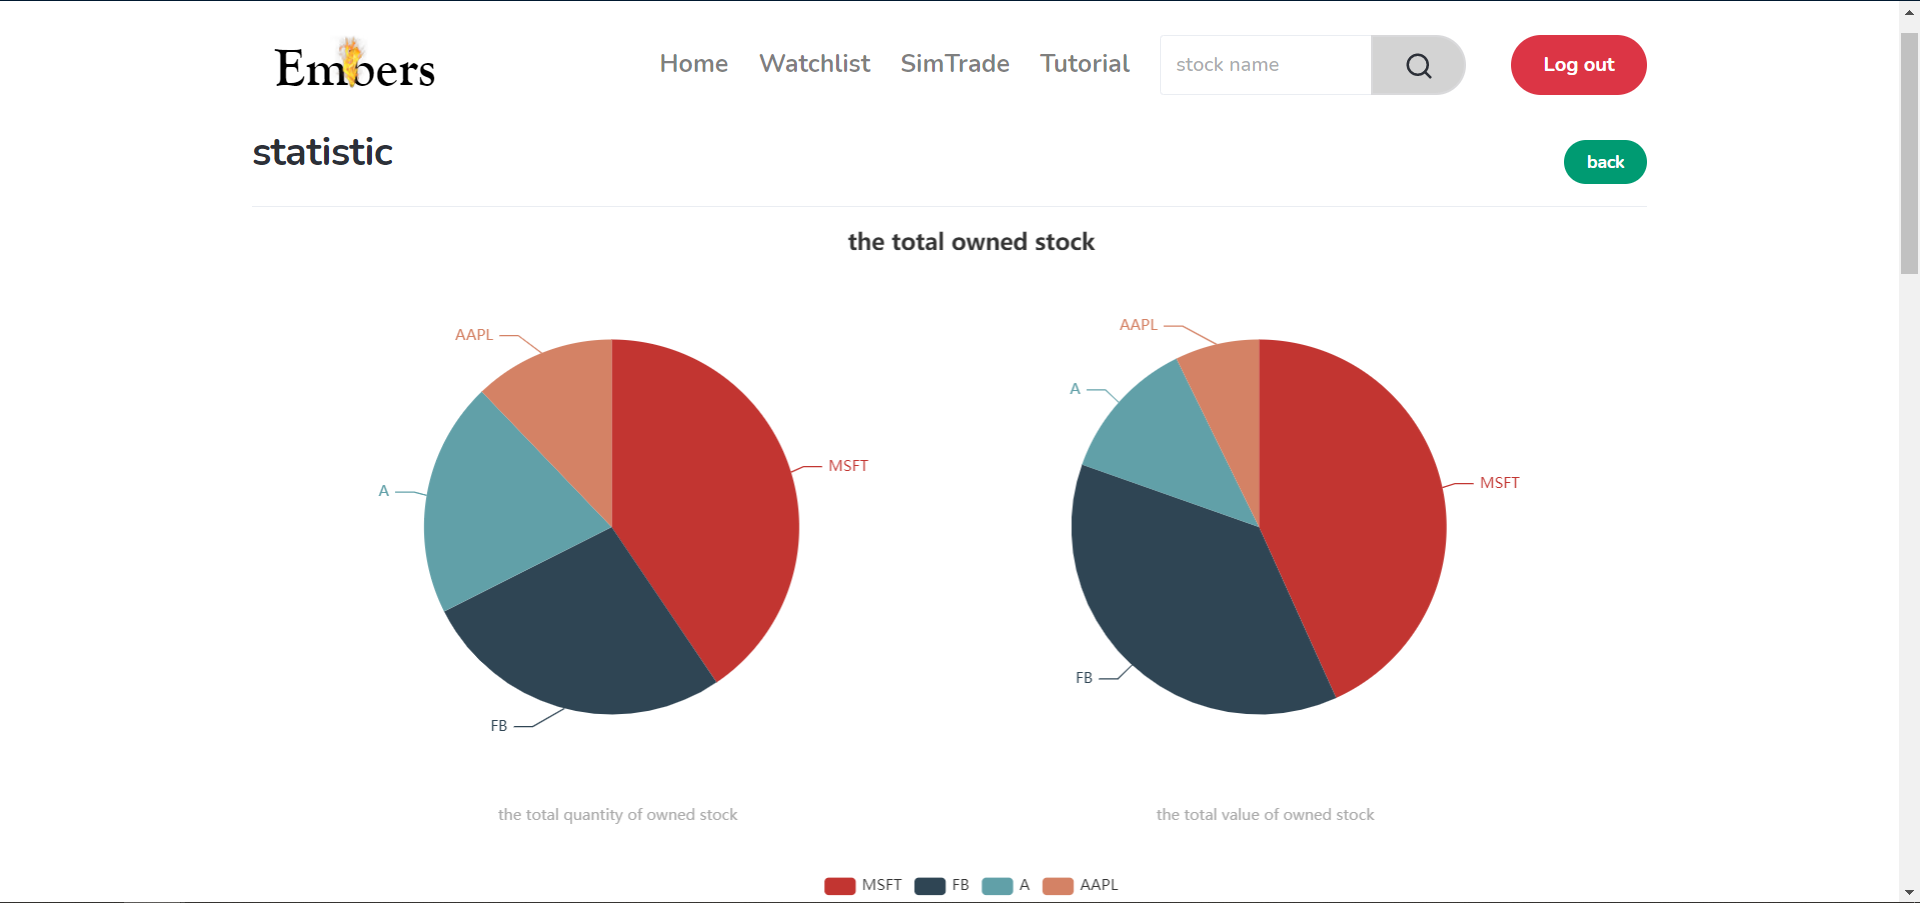 Embers
Home Watchlist SimTrade Tutorial stock name Log out
statistic
back
the total owned stock
AAPL
MSFT
A
FB
the total quantity of owned stock
AAPL
A
MSFT
FB
the total value of owned stock
MSFT FB A AAPL